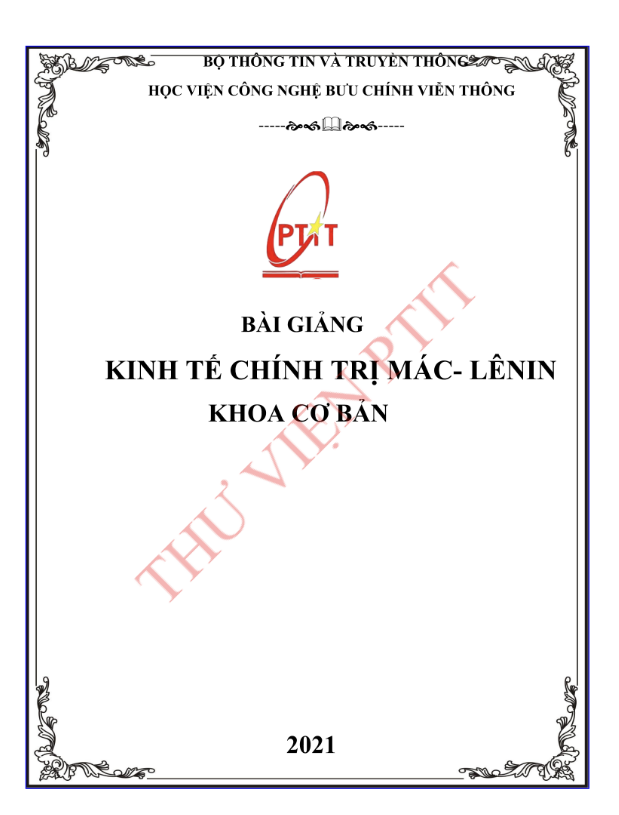 BỘ THÔNG TIN VÀ TRUYỀN THÔNG
HỌC VIỆN CÔNG NGHỆ BƯU CHÍNH VIỄN THÔNG
PTIT
BÀI GIẢNG
KINH TẾ CHÍNH TRỊ MÁC- LÊNIN
KHOA CƠ BẢN
THƯ VIỆN PTIT
2021